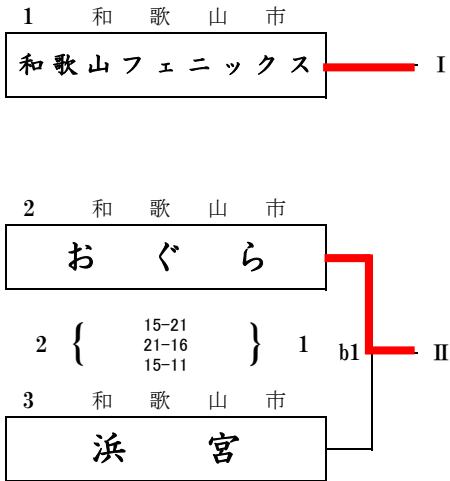 1 和歌山市
和歌山フェニックス I
2 和歌山市
おぐら
2 { 15-21 } 1 b1 II
21-16
15-11
3 和歌山市
浜宮